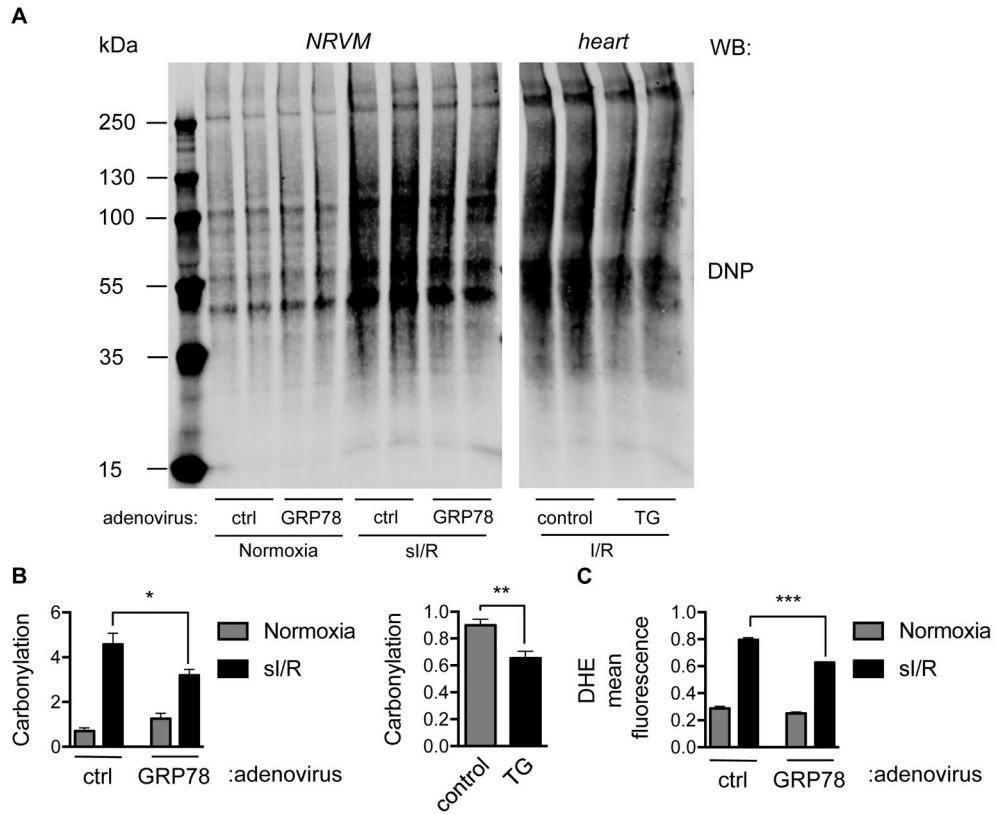 A
kDa
NRVM
heart
WB:
250
130
100
55
35
15
DNP
adenovirus:
ctrl
GRP78
ctrl
GRP78
control
TG
Normoxia
sI/R
I/R
B
Carbonylation
6
4
2
0
*
Normoxia
sI/R
ctrl
GRP78
:adenovirus
Carbonylation
1.0
0.8
0.6
0.4
0.2
0.0
**
control
TG
C
DHE
mean
fluorescence
1.0
0.8
0.6
0.4
0.2
0.0
***
Normoxia
sI/R
ctrl
GRP78
:adenovirus